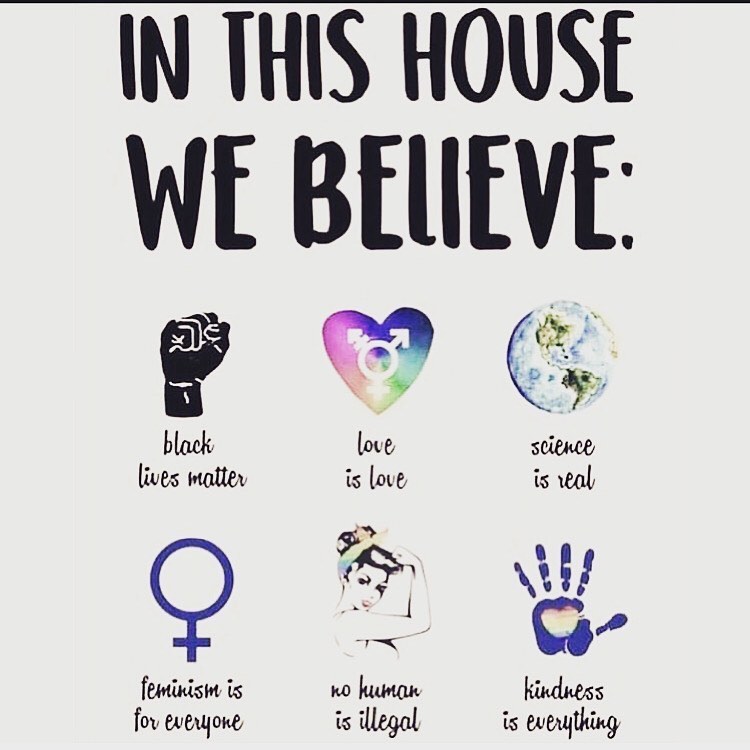 IN THIS HOUSE
WE BELIEVE:
black
lives matter
love
is love
science
is real
feminism is
for everyone
no human
is illegal
kindness
is everything